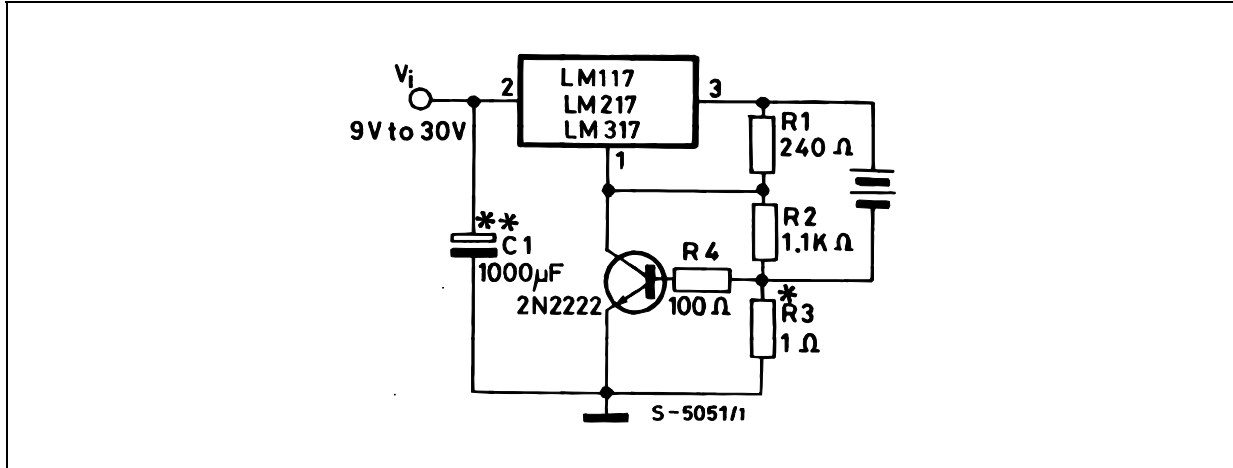 Vi
9V to 30V
2
LM117
LM217
LM317
3
1
R1
240 Ω
R2
1.1K Ω
**
C1
1000µF
2N2222
R4
100 Ω
*
R3
1 Ω
S-5051/1